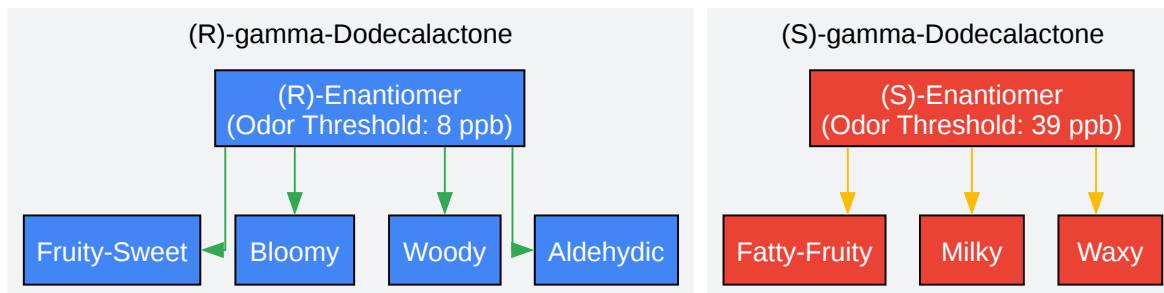 (R)-gamma-Dodecalactone
(R)-Enantiomer
(Odor Threshold: 8 ppb)
Fruity-Sweet
Bloomy
Woody
Aldehydic
(S)-gamma-Dodecalactone
(S)-Enantiomer
(Odor Threshold: 39 ppb)
Fatty-Fruity
Milky
Waxy